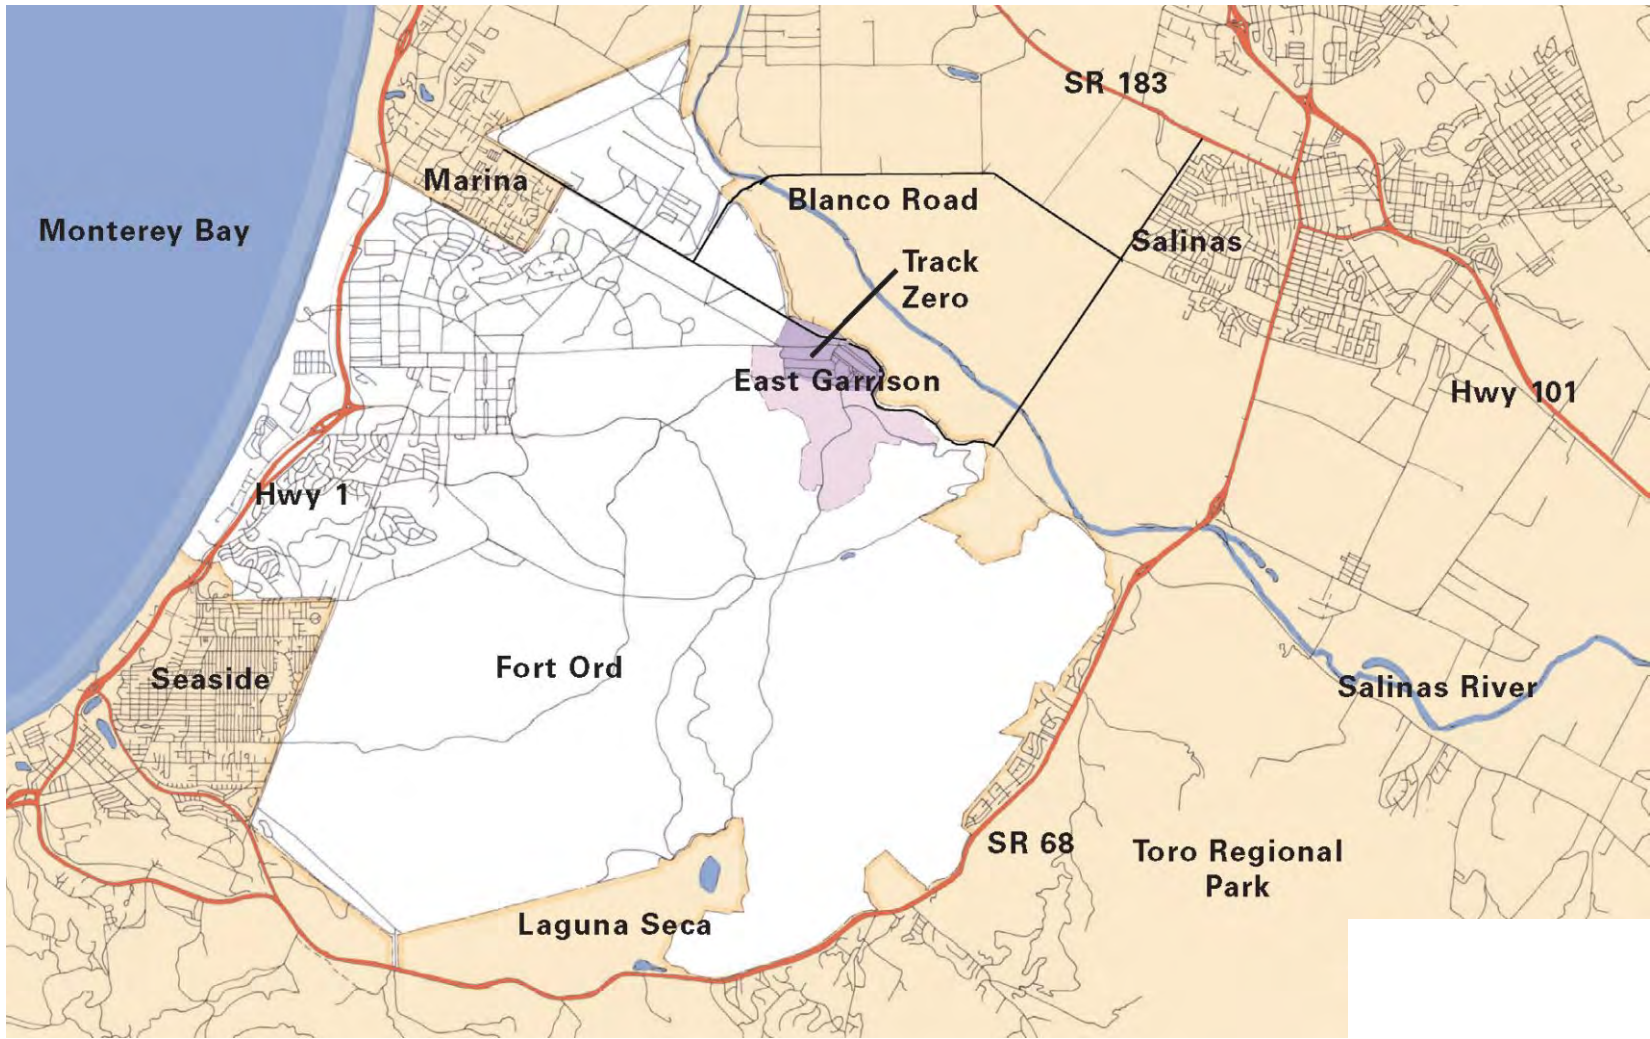 SR 183
Marina
Blanco Road
Monterey Bay
Salinas
Track
Zero
East Garrison
Hwy 101
Hwy 1
Fort Ord
Seaside
Salinas River
SR 68
Toro Regional
Park
Laguna Seca